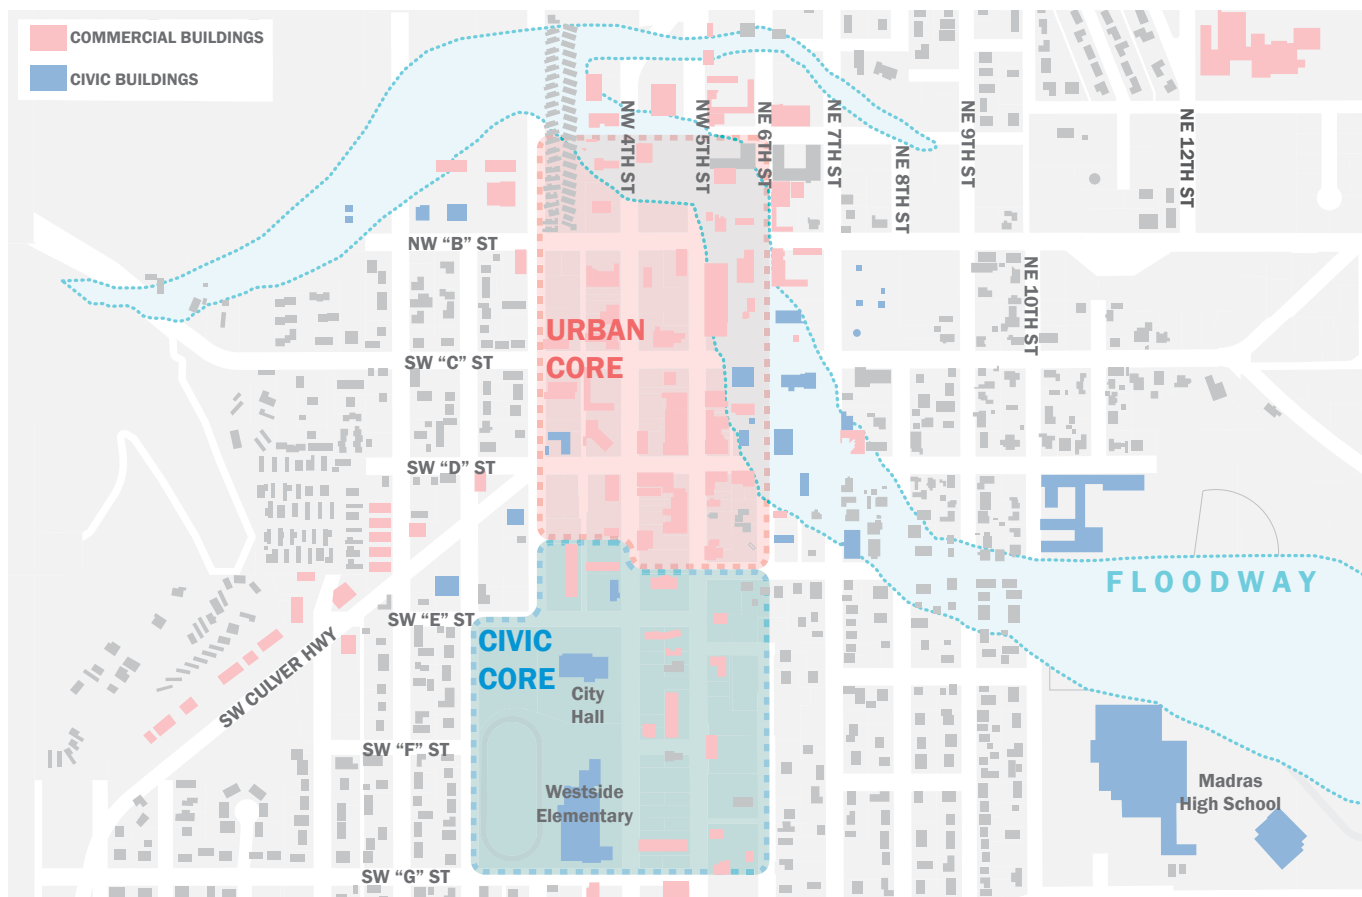 COMMERCIAL BUILDINGS
CIVIC BUILDINGS
NW 4TH ST
NW 5TH ST
NE 6TH ST
NE 7TH ST
NE 8TH ST
NE 9TH ST
NE 12TH ST
NW “B” ST
NE 10TH ST
URBAN
CORE
SW “C” ST
SW “D” ST
FLOODWAY
SW “E” ST
CIVIC
CORE
SW CULVER HWY
City
Hall
SW “F” ST
Westside
Elementary
Madras
High School
SW “G” ST